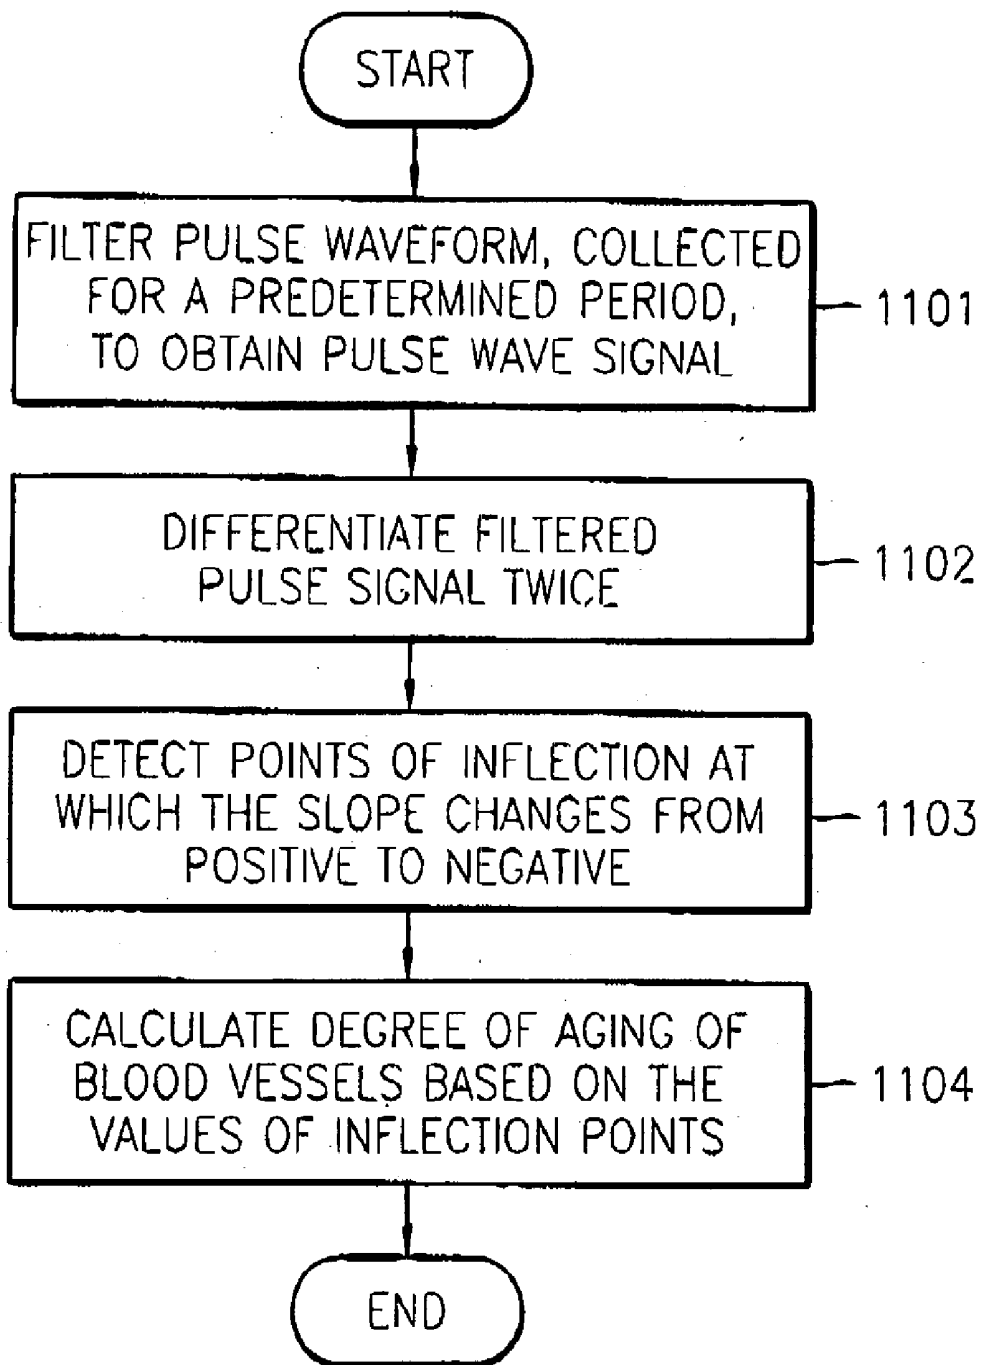 START
FILTER PULSE WAVEFORM, COLLECTED
FOR A PREDETERMINED PERIOD,
TO OBTAIN PULSE WAVE SIGNAL
1101
DIFFERENTIATE FILTERED
PULSE SIGNAL TWICE
1102
DETECT POINTS OF INFLECTION AT
WHICH THE SLOPE CHANGES FROM
POSITIVE TO NEGATIVE
1103
CALCULATE DEGREE OF AGING OF
BLOOD VESSELS BASED ON THE
VALUES OF INFLECTION POINTS
1104
END